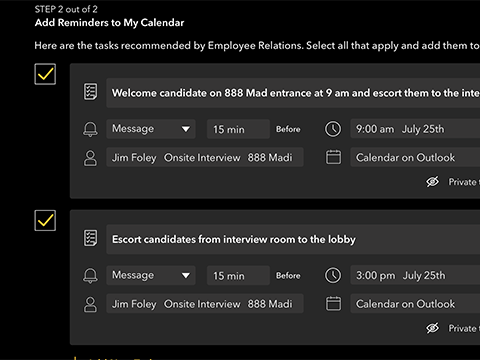 STEP 2 out of 2
Add Reminders to My Calendar
Here are the tasks recommended by Employee Relations. Select all that apply and add them to
Welcome candidate on 888 Mad entrance at 9 am and escort them to the inte
Message 15 min Before 9:00 am July 25th
Jim Foley Onsite Interview 888 Madi Calendar on Outlook
Private
Escort candidates from interview room to the lobby
Message 15 min Before 3:00 pm July 25th
Jim Foley Onsite Interview 888 Madi Calendar on Outlook
Private